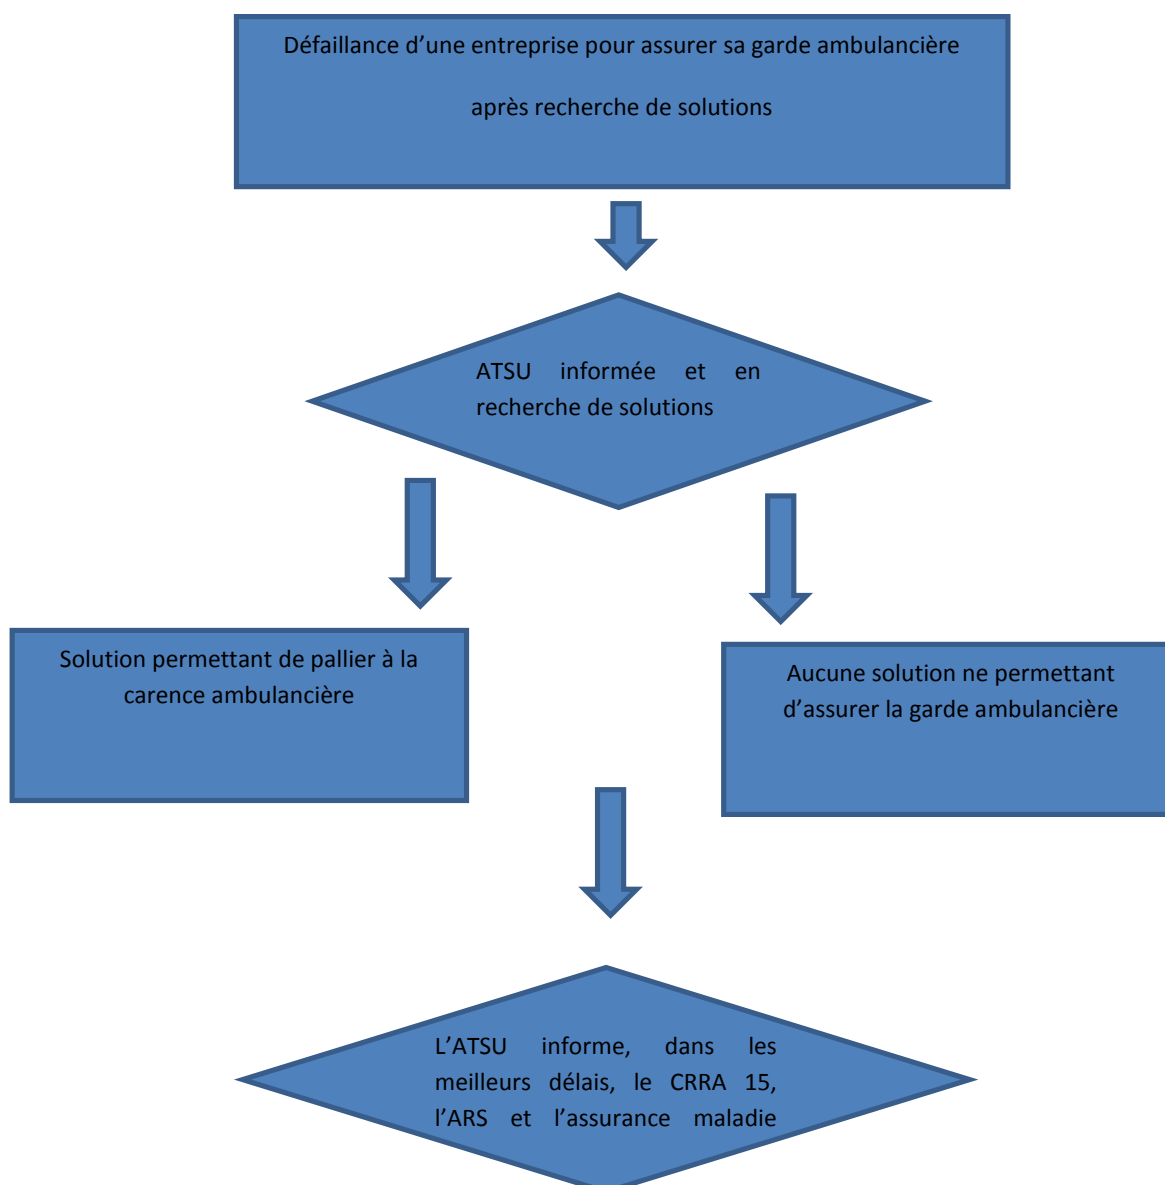 Défaillance d’une entreprise pour assurer sa garde ambulancière
après recherche de solutions
ATSU informée et en
recherche de solutions
Solution permettant de pallier à la
carence ambulancière
Aucune solution ne permettant
d’assurer la garde ambulancière
L’ATSU informe, dans les
meilleurs délais, le CRRA 15,
l’ARS et l’assurance maladie